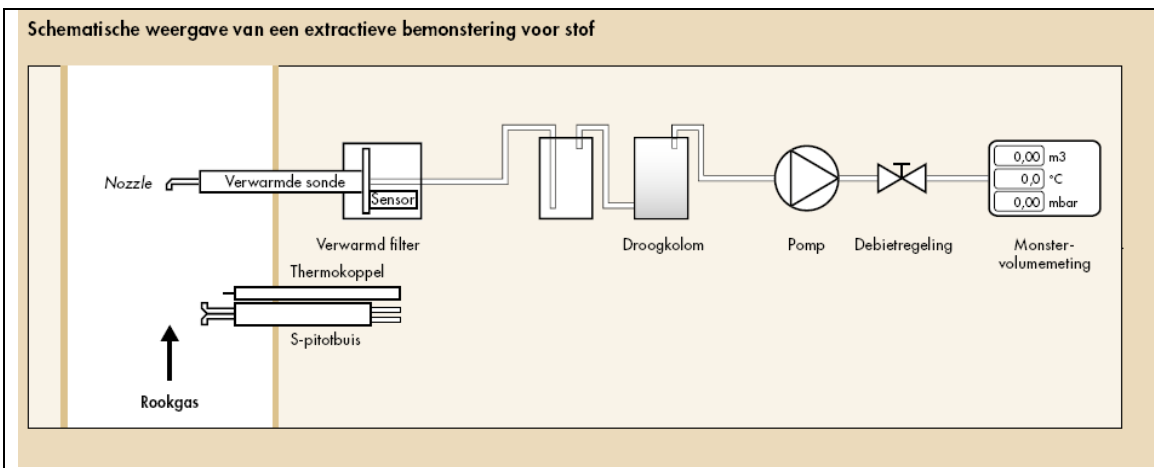 Schematische weergave van een extractieve bemonstering voor stof
Nozzle
Verwarmde sonde
Sensor
Verwarmd filter
Droogkolom
Pomp
Debietregeling
Monster-
volumemeting
0,00 m3
0,0 °C
0,00 mbar
Thermokoppel
S-pitotbuis
Rookgas